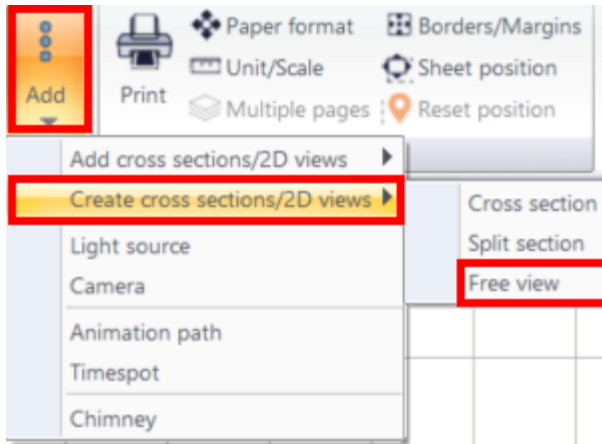 Add
Print
Paper format
Borders/Margins
Unit/Scale
Sheet position
Multiple pages
Reset position
Add cross sections/2D views
Create cross sections/2D views
Light source
Camera
Animation path
Timespot
Chimney
Cross section
Split section
Free view